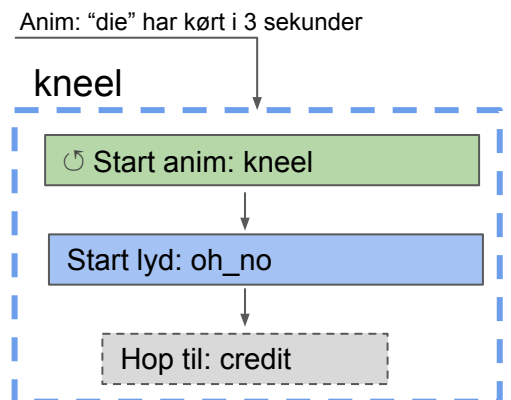 Anim: “die” har kørt i 3 sekunder
kneel
Start anim: kneel
Start lyd: oh_no
Hop til: credit